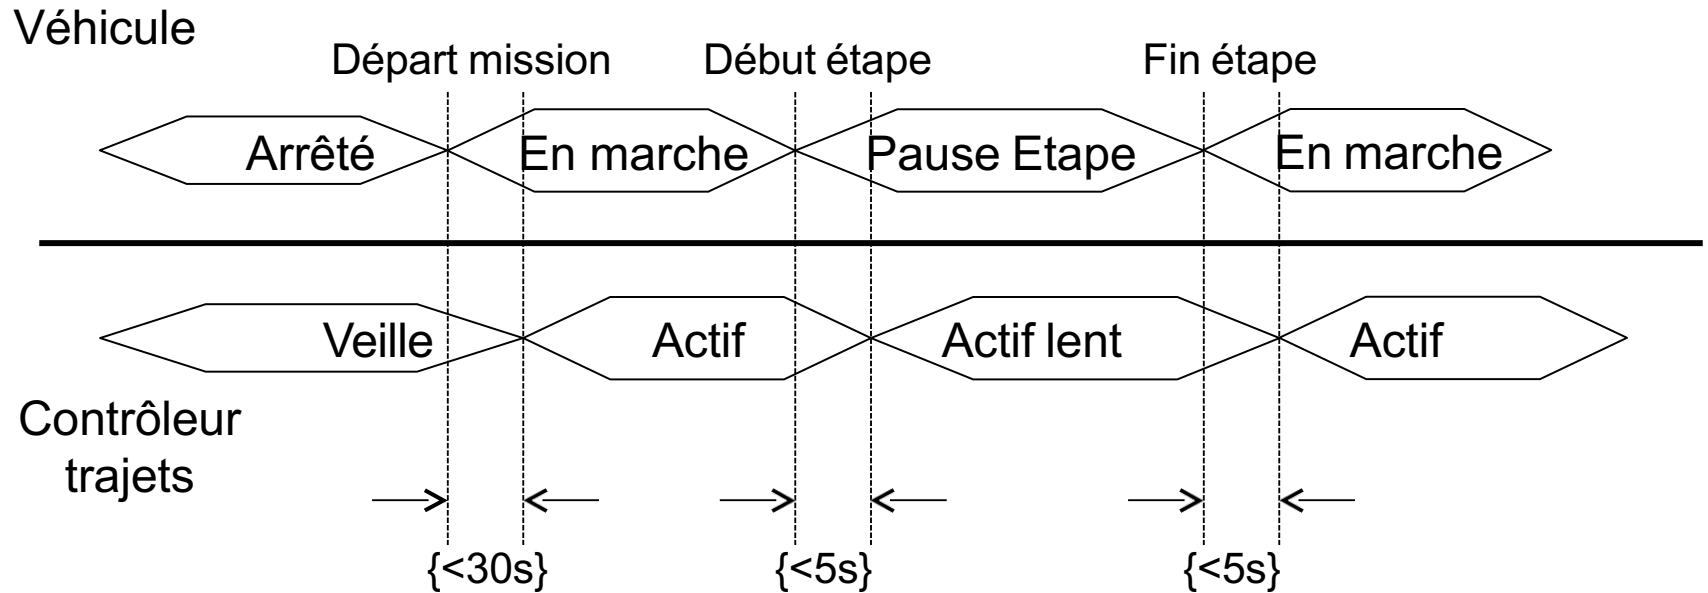 Véhicule
Départ mission Début étape Fin étape
Arrêté En marche Pause Etape En marche
Veille Actif Actif lent Actif
Contrôleur
trajets
{<30s} {<5s} {<5s}